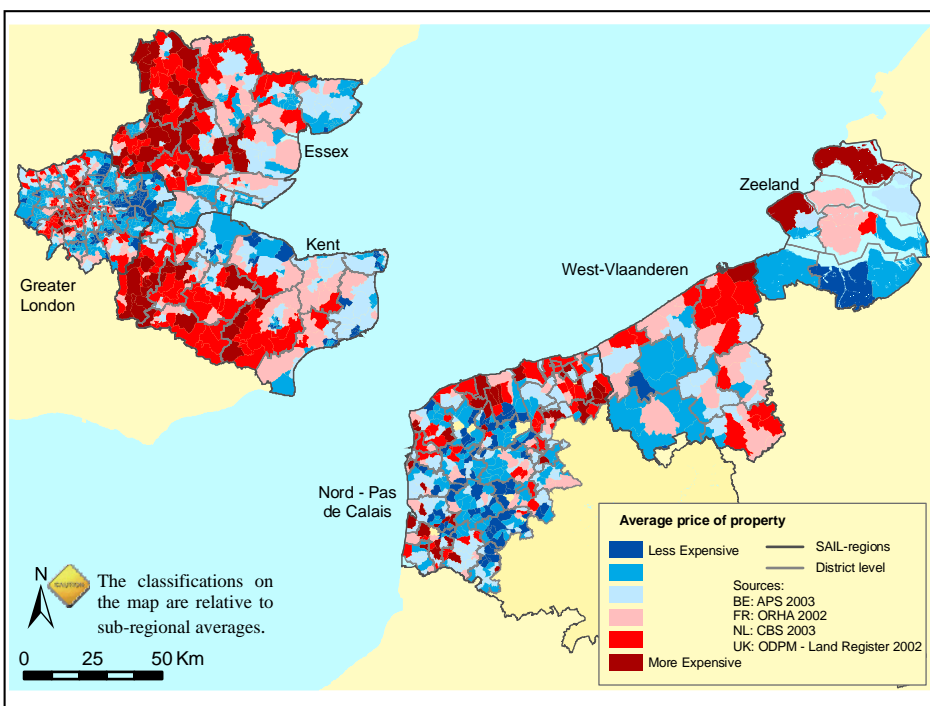 Essex
Zeeland
Kent
West-Vlaanderen
Greater
London
Nord - Pas
de Calais
N
CAUTION
The classifications on
the map are relative to
sub-regional averages.
0 25 50 Km
Average price of property
Less Expensive
More Expensive
SAIL-regions
District level
Sources:
BE: APS 2003
FR: ORHA 2002
NL: CBS 2003
UK: ODPM - Land Register 2002